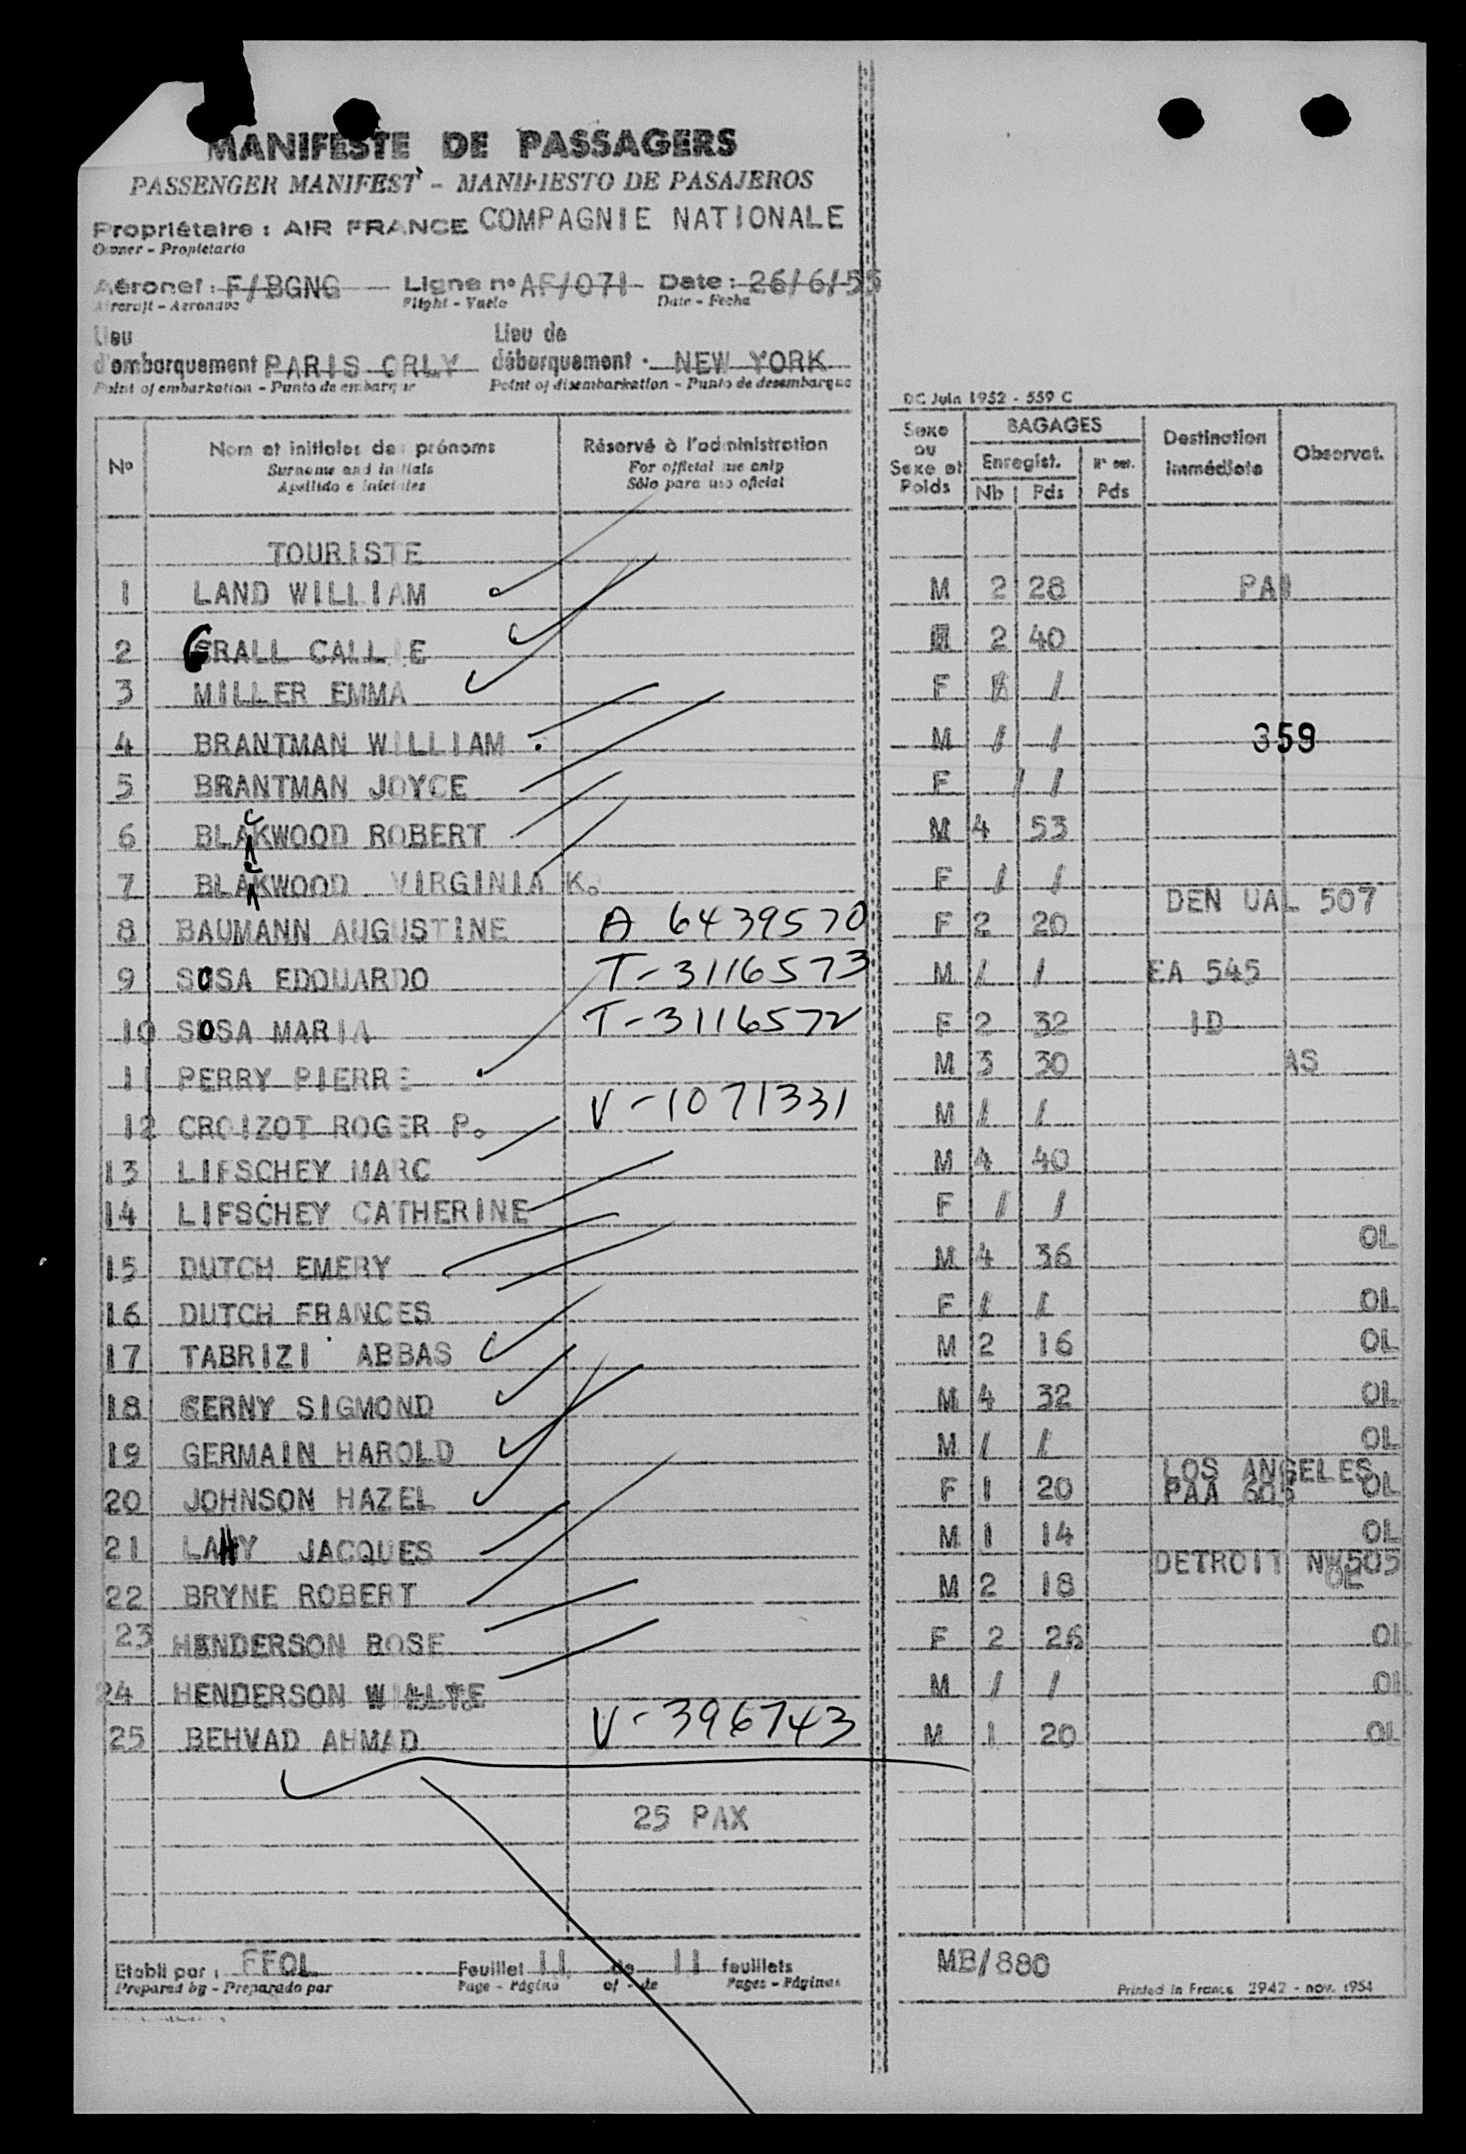 MANIFESTE DE PASSAGERS
PASSENGER MANIFEST - MANIFIESTO DE PASAJEROS
Propriétaire : AIR FRANCE COMPAGNIE NATIONALE
Owner - Propietario
Aéronef : F/BGNG Ligne nº AF/071 Date : 26/6/55
Aircraft - Aeronave Flight - Vuelo Date - Fecha
Lieu d'embarquement PARIS ORLY Lieu de débarquement . NEW YORK
Point of embarkation - Punto de embarque Point of disembarkation - Punto de desembarque
DC Juin 1952 - 559 C
Nº Nom et initiales des prénoms Réservé à l'administration Sexe ou Sexe et Poids BAGAGES Destination immédiate Observat.
Surname and initials For official use only Enregist.
Apellido e iniciales Sólo para uso oficial Nb Pds Pds
TOURISTE
1 LAND WILLIAM M 2 28
2 GRALL CALLIE 2 40
3 MILLER EMMA F / /
4 BRANTMAN WILLIAM M / / 359
5 BRANTMAN JOYCE F / /
6 BLACKWOOD ROBERT M 4 53
7 BLACKWOOD VIRGINIA K. F / /
DEN UAL 507
8 BAUMANN AUGUSTINE A 6439570 F 2 20
9 SOSA EDOUARDO T-3116573 M / / EA 545
10 SOSA MARIA T-3116572 F 2 32 ID
11 PERRY PIERRE M 3 30 AS
12 CROIZOT ROGER P. V-1071331 M / /
13 LIFSCHEY MARC M 4 40
14 LIFSCHEY CATHERINE F / /
15 DUTCH EMERY M 4 36 OL
16 DUTCH FRANCES F / / OL
17 TABRIZI ABBAS M 2 16 OL
18 CERNY SIGMOND M 4 32 OL
19 GERMAIN HAROLD M / / OL
LOS ANGELES
20 JOHNSON HAZEL F 1 20 PAA OL
21 LAHY JACQUES M 1 14 OL
DETROIT NW505
22 BRYNE ROBERT M 2 18 OL
23 HENDERSON ROSE F 2 26 OL
24 HENDERSON M / / OL
25 BEHVAD AHMAD V-396743 M 1 20 OL
25 PAX
Etabli par : FFOL Feuillet 11 de 11 feuillets MB/880
Prepared by - Preparado por Page - Página of - de Pages - Páginas Printed in France 2942 - nov. 1954